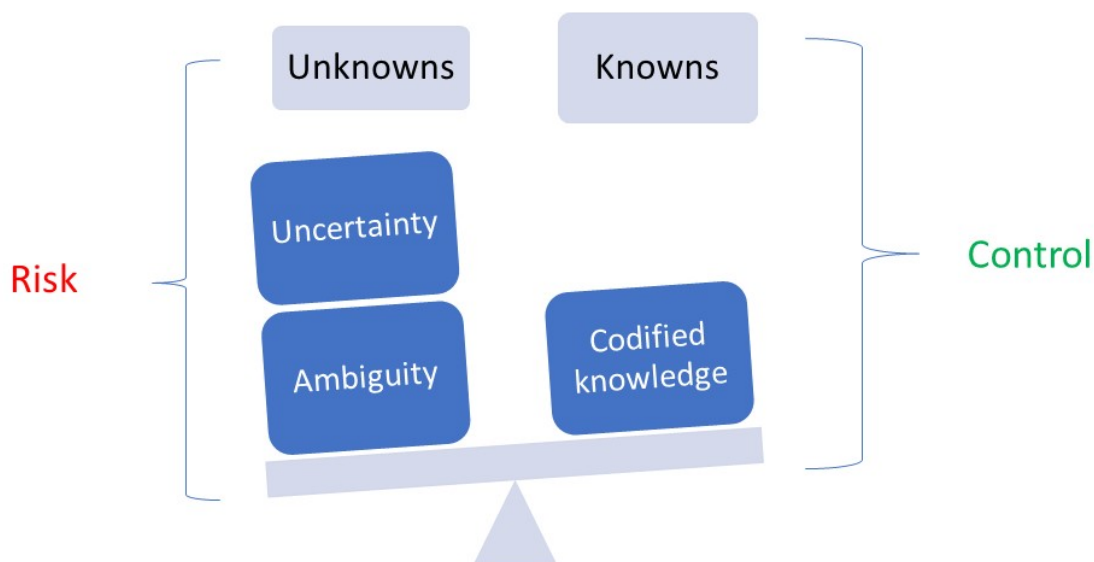 Unknowns
Knowns
Uncertainty
Risk
Control
Ambiguity
Codified
knowledge